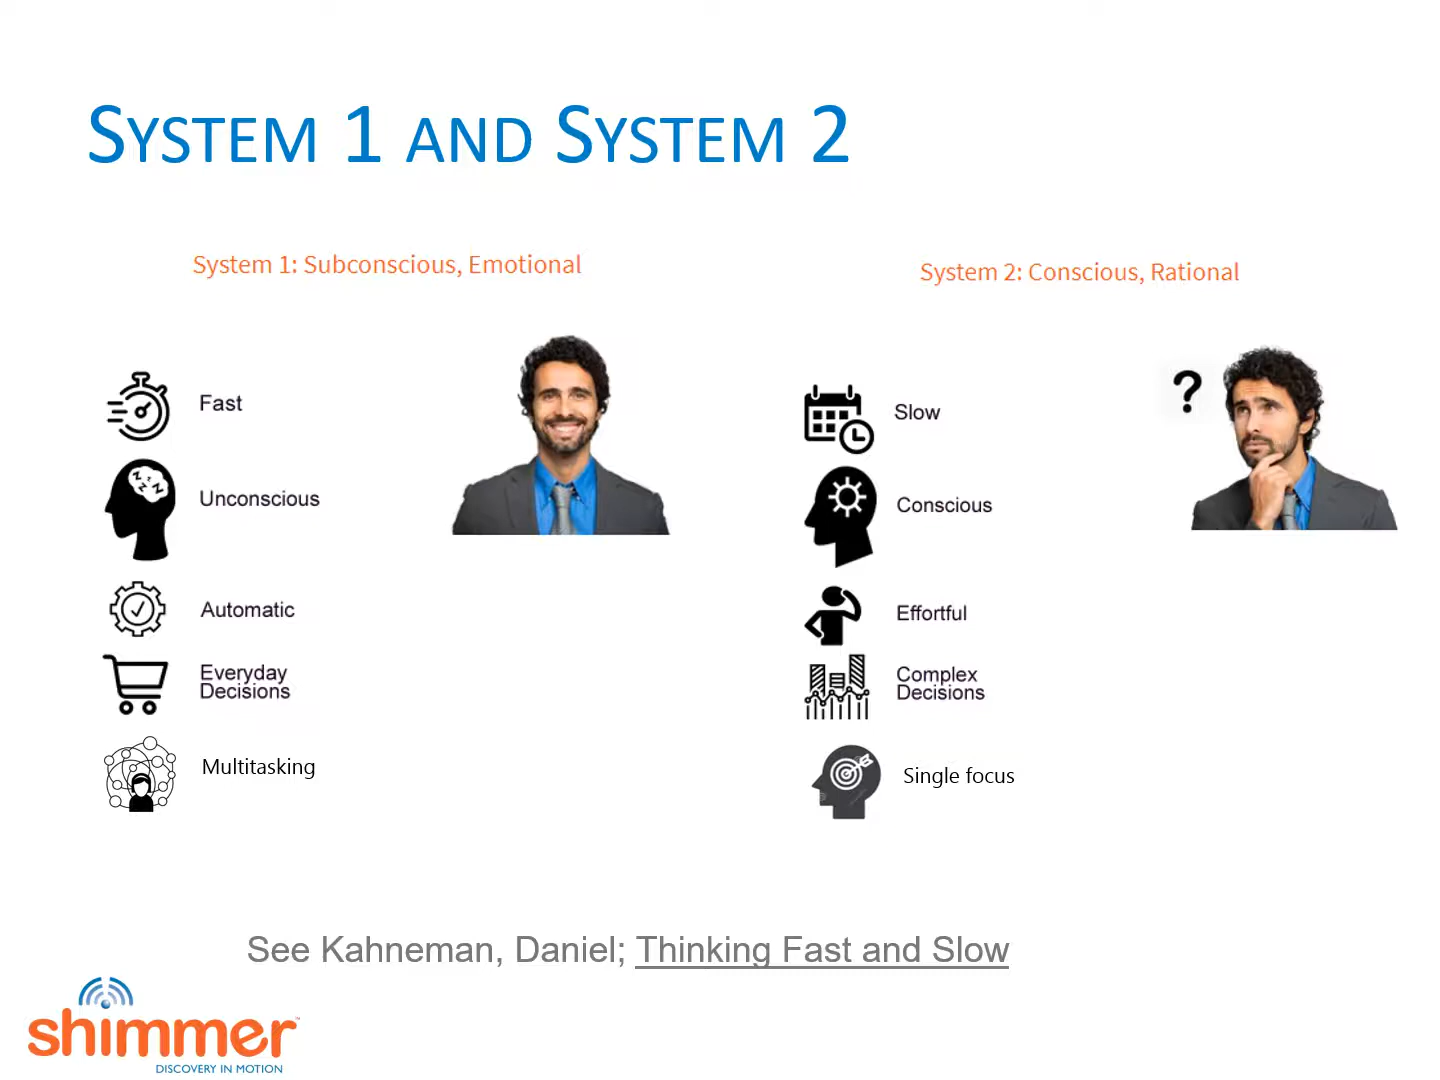 SYSTEM 1 AND SYSTEM 2
System 1: Subconscious, Emotional
Fast
Unconscious
Automatic
Everyday
Decisions
Multitasking
System 2: Conscious, Rational
?
Slow
Conscious
Effortful
Complex
Decisions
Single focus
See Kahneman, Daniel; Thinking Fast and Slow
shimmer™
DISCOVERY IN MOTION